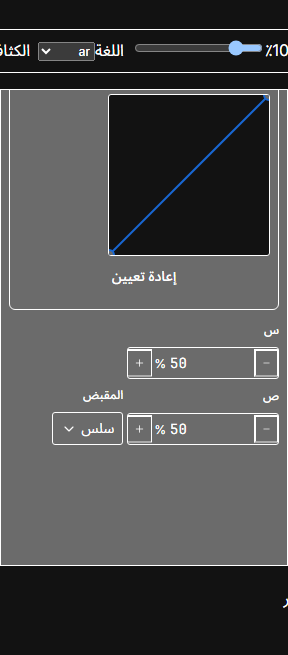 ٪10 اللغة ar
إعادة تعيين
س
− 50 % +
ص المقبض
− 50 % + سلس